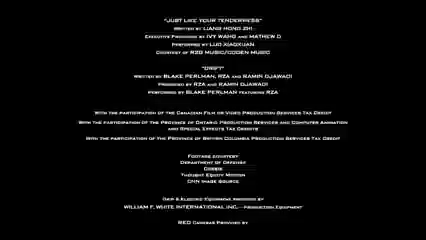 "JUST LIKE YOUR TENDERNESS"
WRITTEN BY LIANG HONG ZHI
EXECUTIVE PRODUCED BY IVY WANG AND MATHEW D
PERFORMED BY LUO XIAOXUAN
COURTESY OF RZO MUSIC/CODEN MUSIC
"DRIFT"
WRITTEN BY BLAKE PERLMAN, RZA AND RAMIN DJAWADI
PRODUCED BY RZA AND RAMIN DJAWADI
PERFORMED BY BLAKE PERLMAN FEATURING RZA
WITH THE PARTICIPATION OF THE CANADIAN FILM OR VIDEO PRODUCTION SERVICES TAX CREDIT
WITH THE PARTICIPATION OF THE PROVINCE OF ONTARIO PRODUCTION SERVICES AND COMPUTER ANIMATION
AND SPECIAL EFFECTS TAX CREDITS
WITH THE PARTICIPATION OF THE PROVINCE OF BRITISH COLUMBIA PRODUCTION SERVICES TAX CREDIT
FOOTAGE COURTESY
DEPARTMENT OF DEFENSE
CORBIS
THOUGHT EQUITY MOTION
CNN IMAGE SOURCE
GRIP & ELECTRIC EQUIPMENT PROVIDED BY
WILLIAM F. WHITE INTERNATIONAL INC. – PRODUCTION EQUIPMENT
RED CAMERAS PROVIDED BY